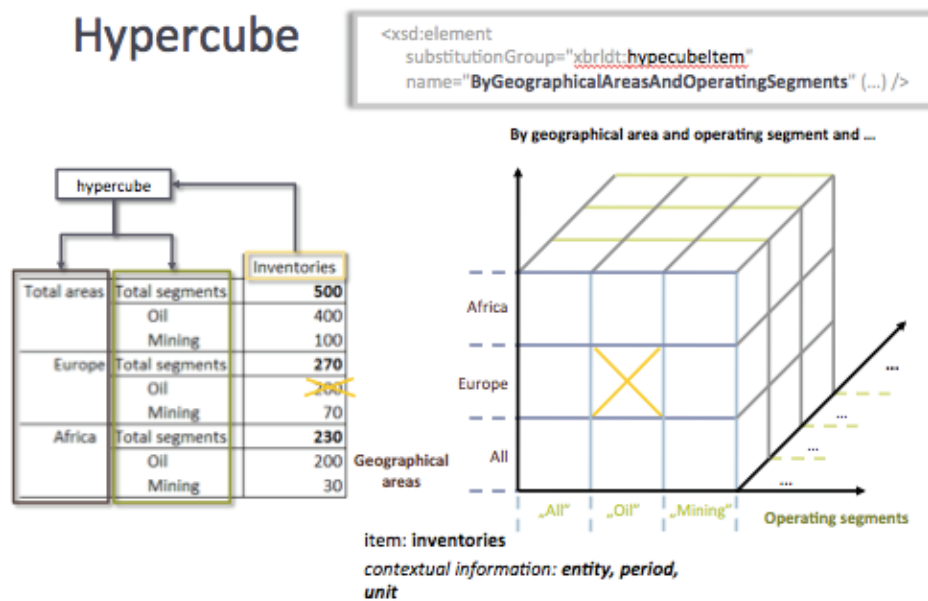 Hypercube
<xsd:element
substitutionGroup="xbrldt:hypecubeItem"
name="ByGeographicalAreasAndOperatingSegments" (...) />
By geographical area and operating segment and ...
hypercube
Inventories
Total areas Total segments 500
Oil 400
Mining 100
Europe Total segments 270
Oil 200
Mining 70
Africa Total segments 230
Oil 200
Mining 30
Geographical
areas
Africa
Europe
All
...
...
...
...
...
„All" „Oil" „Mining"
Operating segments
item: inventories
contextual information: entity, period,
unit